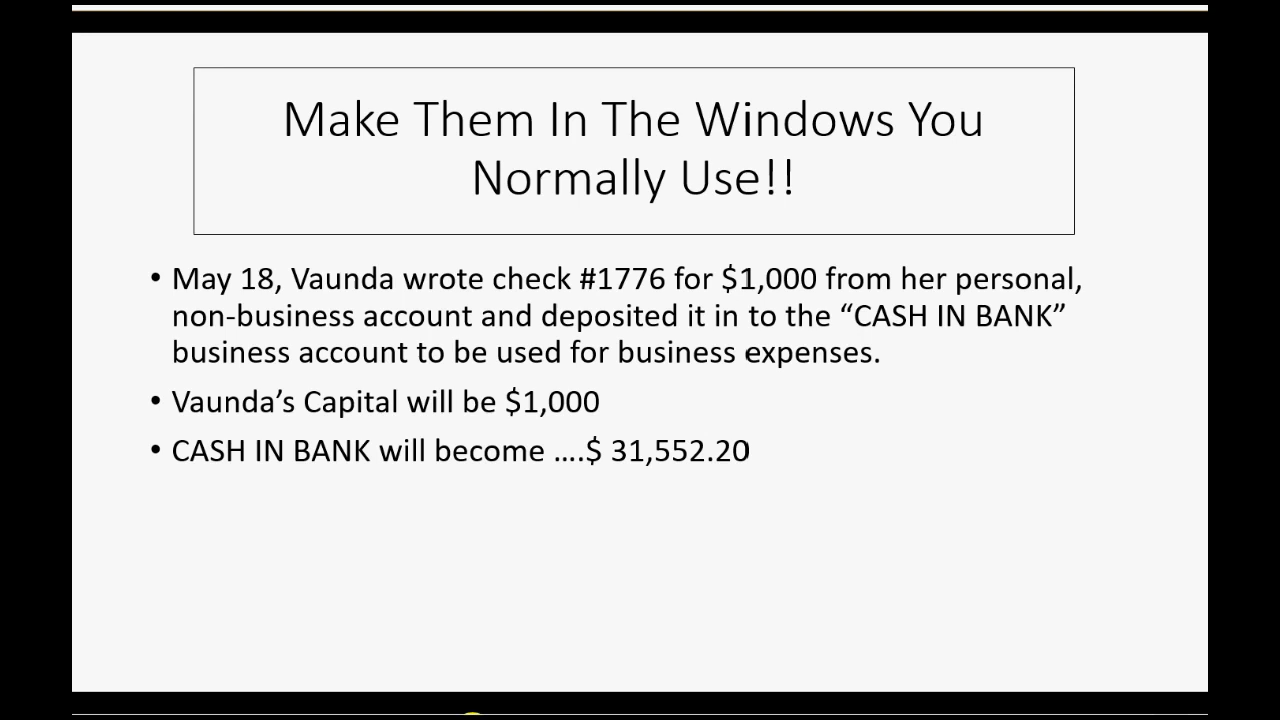 Make Them In The Windows You
Normally Use!!
• May 18, Vaunda wrote check #1776 for $1,000 from her personal,
non-business account and deposited it in to the “CASH IN BANK”
business account to be used for business expenses.
• Vaunda’s Capital will be $1,000
• CASH IN BANK will become ....$ 31,552.20